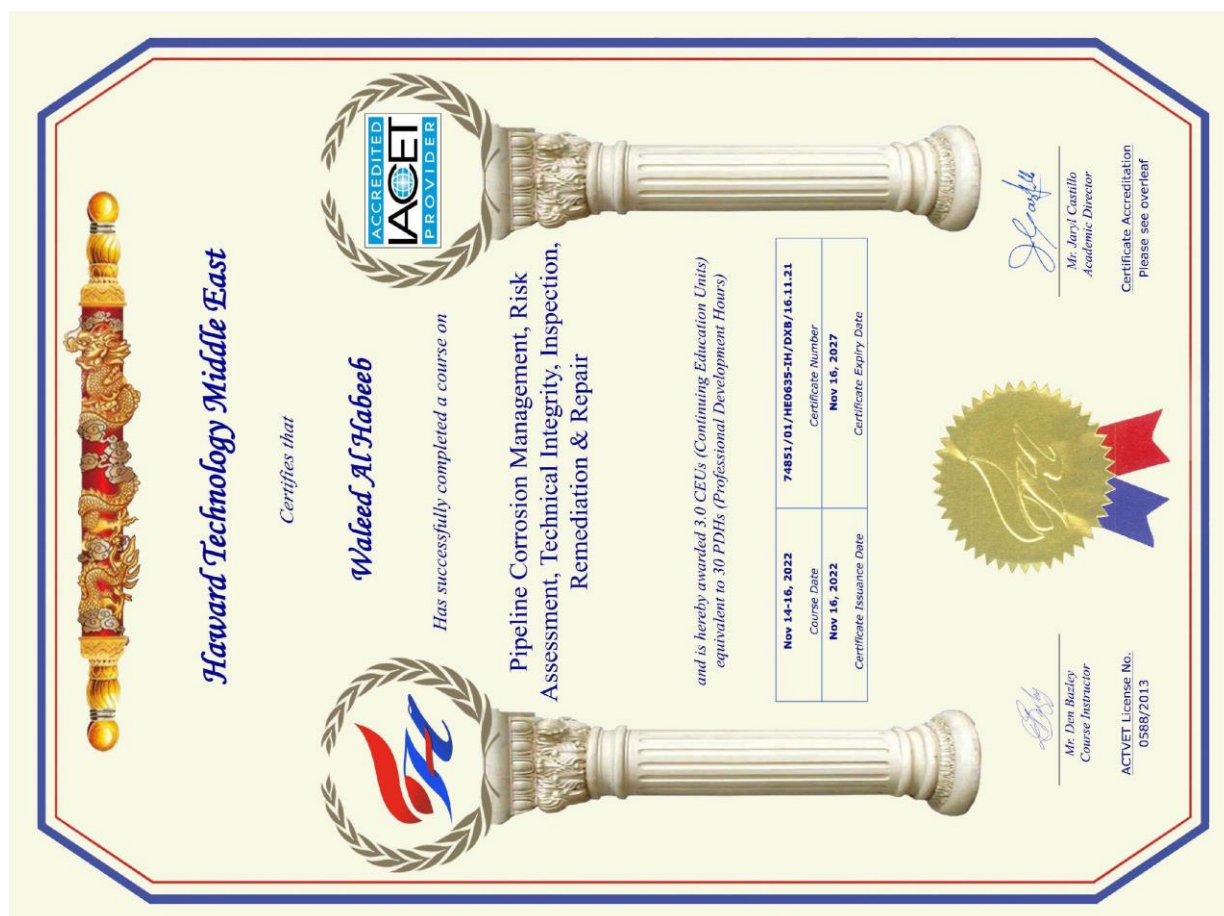 Haward Technology Middle East
Certifies that
Waleed Al Habeeb
Has successfully completed a course on
ACCREDITED
IACET
PROVIDER
Pipeline Corrosion Management, Risk
Assessment, Technical Integrity, Inspection,
Remediation & Repair
and is hereby awarded 3.0 CEUs (Continuing Education Units)
equivalent to 30 PDHs (Professional Development Hours)
Nov 14-16, 2022 74851/01/HE0635-IH/DXB/16.11.21
Course Date Certificate Number
Nov 16, 2022 Nov 16, 2027
Certificate Issuance Date Certificate Expiry Date
Mr. Den Bazley
Course Instructor
Mr. Jaryl Castillo
Academic Director
ACTVET License No.
0588/2013
Certificate Accreditation
Please see overleaf